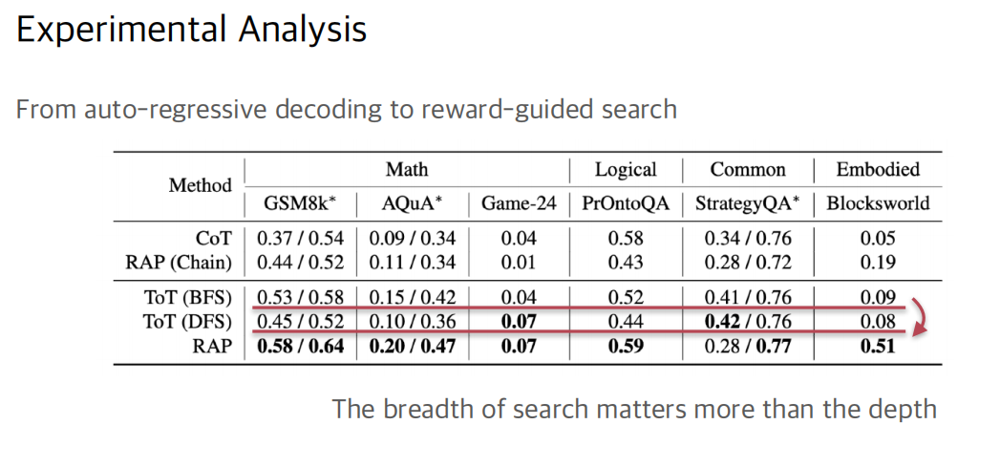 Experimental Analysis
From auto-regressive decoding to reward-guided search
Method | Math | Logical | Common | Embodied
GSM8k* | AQuA* | Game-24 | PrOntoQA | StrategyQA* | Blocksworld
CoT | 0.37 / 0.54 | 0.09 / 0.34 | 0.04 | 0.58 | 0.34 / 0.76 | 0.05
RAP (Chain) | 0.44 / 0.52 | 0.11 / 0.34 | 0.01 | 0.43 | 0.28 / 0.72 | 0.19
ToT (BFS) | 0.53 / 0.58 | 0.15 / 0.42 | 0.04 | 0.52 | 0.41 / 0.76 | 0.09
ToT (DFS) | 0.45 / 0.52 | 0.10 / 0.36 | 0.07 | 0.44 | 0.42 / 0.76 | 0.08
RAP | 0.58 / 0.64 | 0.20 / 0.47 | 0.07 | 0.59 | 0.28 / 0.77 | 0.51
The breadth of search matters more than the depth